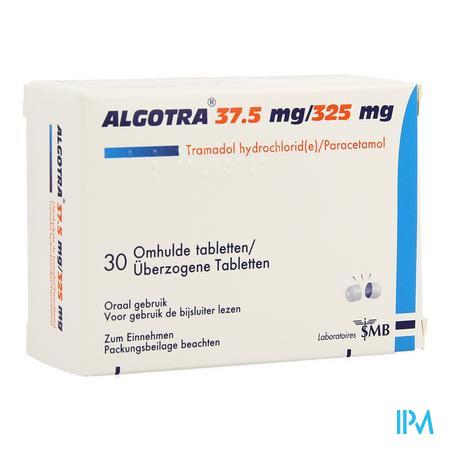 ALGOTRA® 37.5 mg/325 mg
Tramadol hydrochlorid(e)/Paracetamol
30 Omhulde tabletten/
Überzogene Tabletten
Oraal gebruik
Voor gebruik de bijsluiter lezen
Zum Einnehmen
Packungsbeilage beachten
Laboratoires SMB
ALGOTRA® 37.5 mg/325 mg
IPM